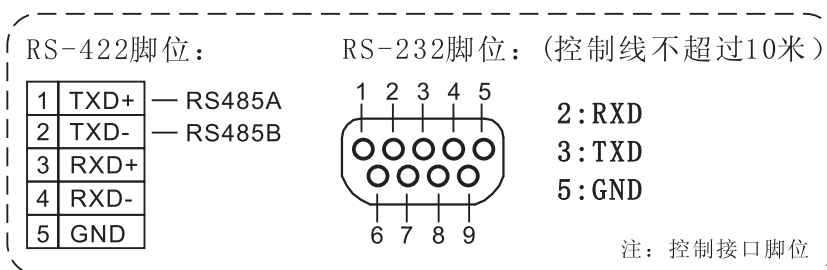 RS-422脚位：
1 TXD+ — RS485A
2 TXD- — RS485B
3 RXD+
4 RXD-
5 GND
RS-232脚位：(控制线不超过10米）
1 2 3 4 5
6 7 8 9
2:RXD
3:TXD
5:GND
注：控制接口脚位